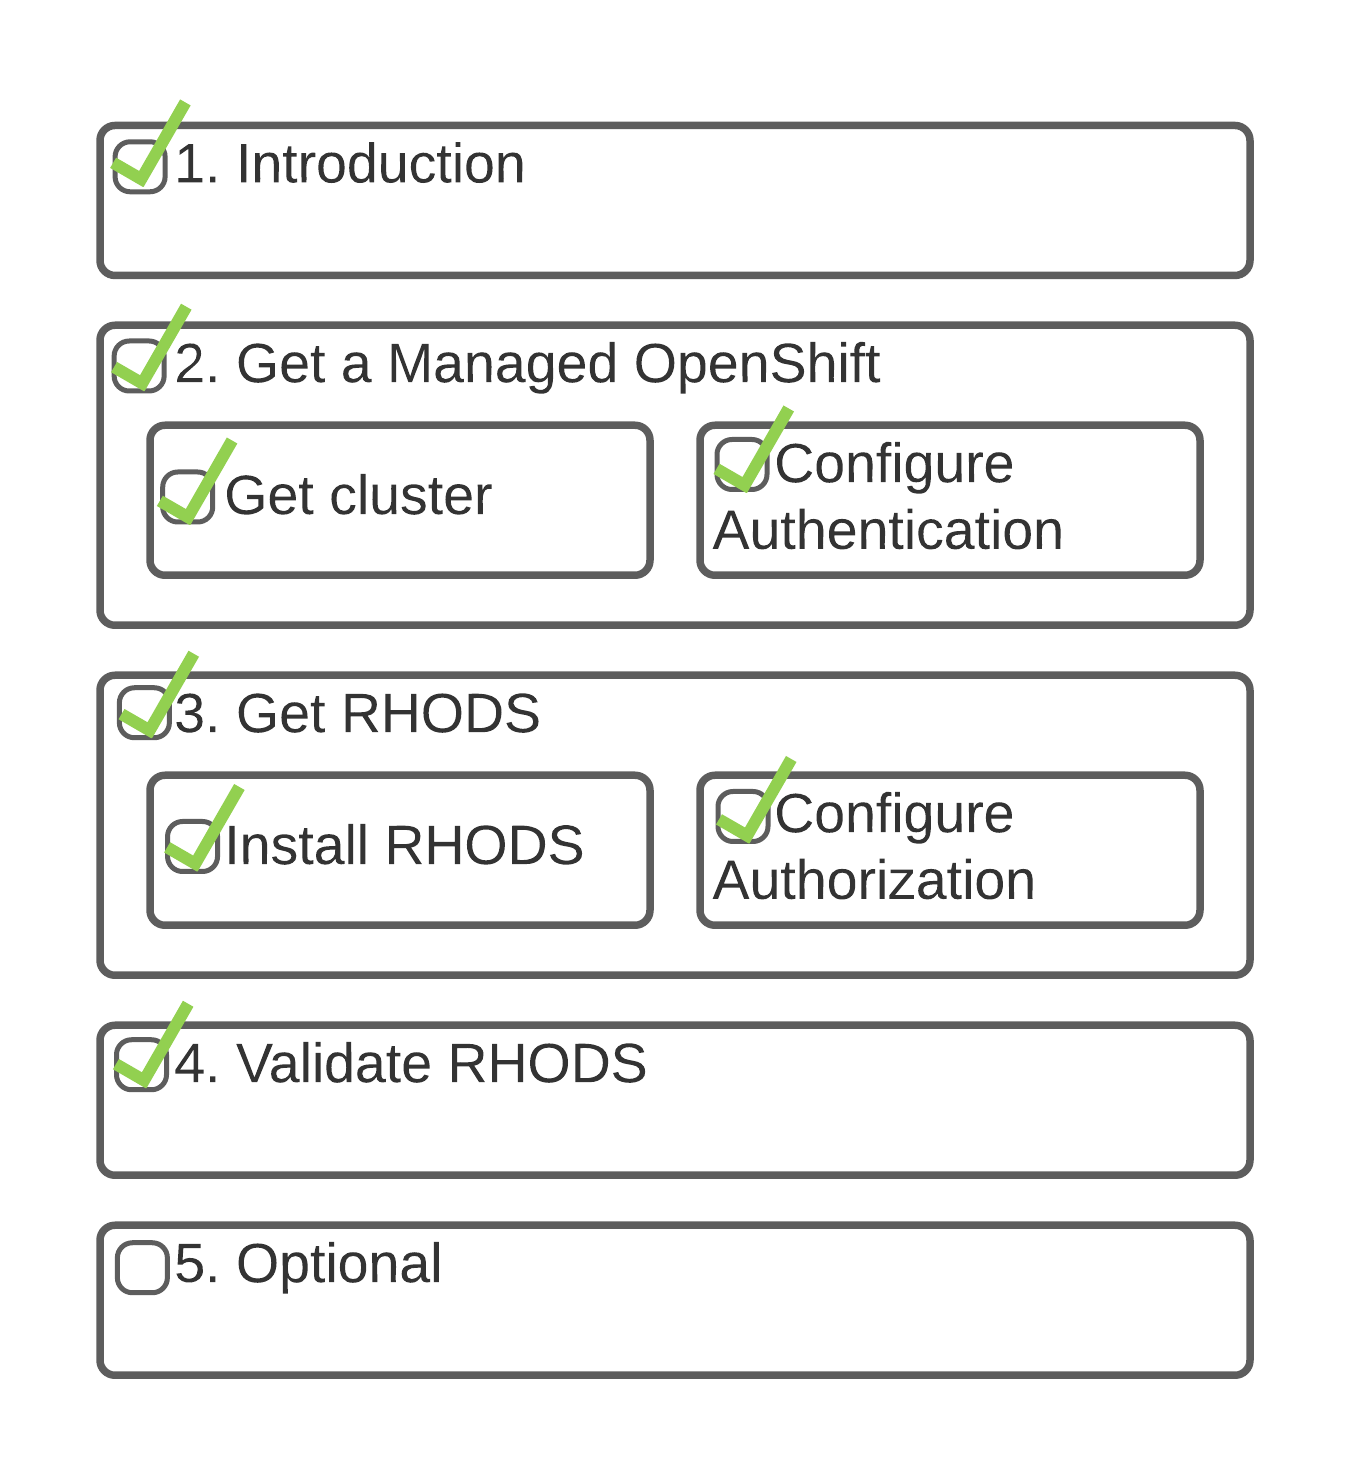 1. Introduction
2. Get a Managed OpenShift
Get cluster
Configure
Authentication
3. Get RHODS
Install RHODS
Configure
Authorization
4. Validate RHODS
5. Optional